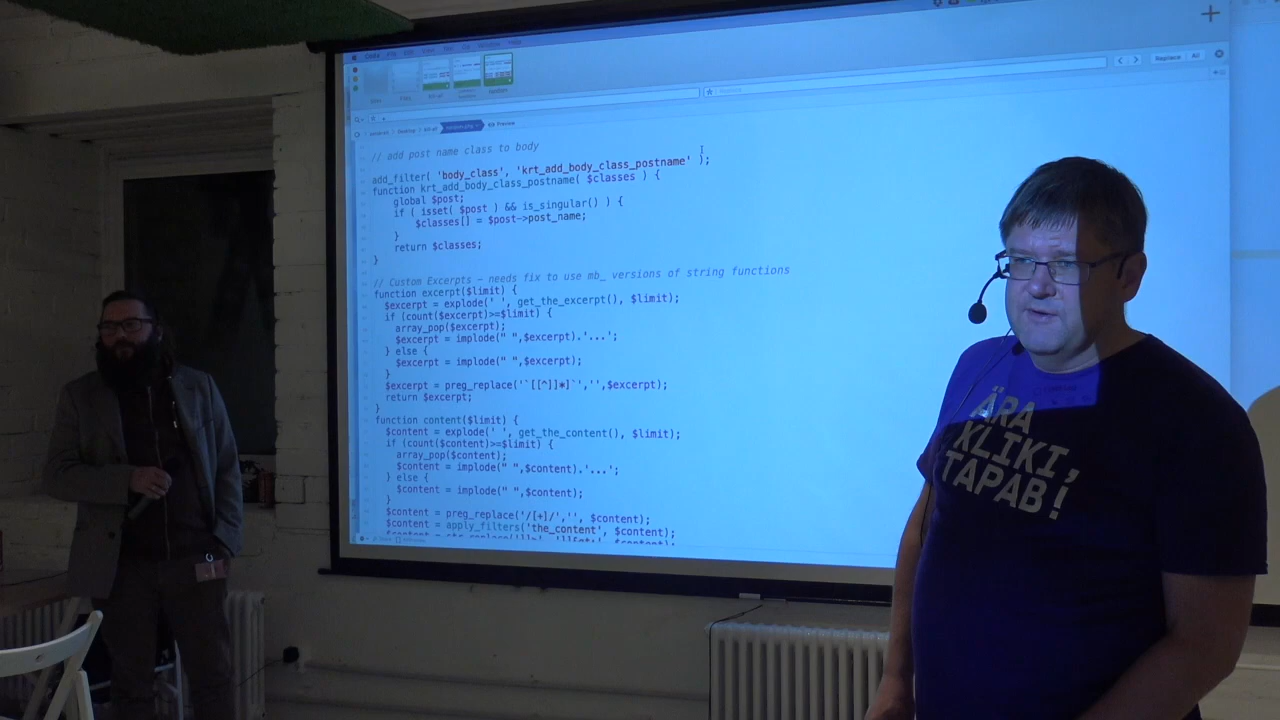 Replace All
Preview
// add post name class to body
add_filter( 'body_class', 'krt_add_body_class_postname' );
function krt_add_body_class_postname( $classes ) {
global $post;
if ( isset( $post ) && is_singular() ) {
$classes[] = $post->post_name;
}
return $classes;
}
// Custom Excerpts – needs fix to use mb_ versions of string functions
function excerpt($limit) {
$excerpt = explode(' ', get_the_excerpt(), $limit);
if (count($excerpt)>=$limit) {
array_pop($excerpt);
$excerpt = implode(" ",$excerpt).'...';
} else {
$excerpt = implode(" ",$excerpt);
}
$excerpt = preg_replace('`[[^]]*]`','',$excerpt);
return $excerpt;
}
function content($limit) {
$content = explode(' ', get_the_content(), $limit);
if (count($content)>=$limit) {
array_pop($content);
$content = implode(" ",$content).'...';
} else {
$content = implode(" ",$content);
}
$content = preg_replace('/[+]/','', $content);
$content = apply_filters('the_content', $content);
ÄRA
KLIKI,
TAPAB!